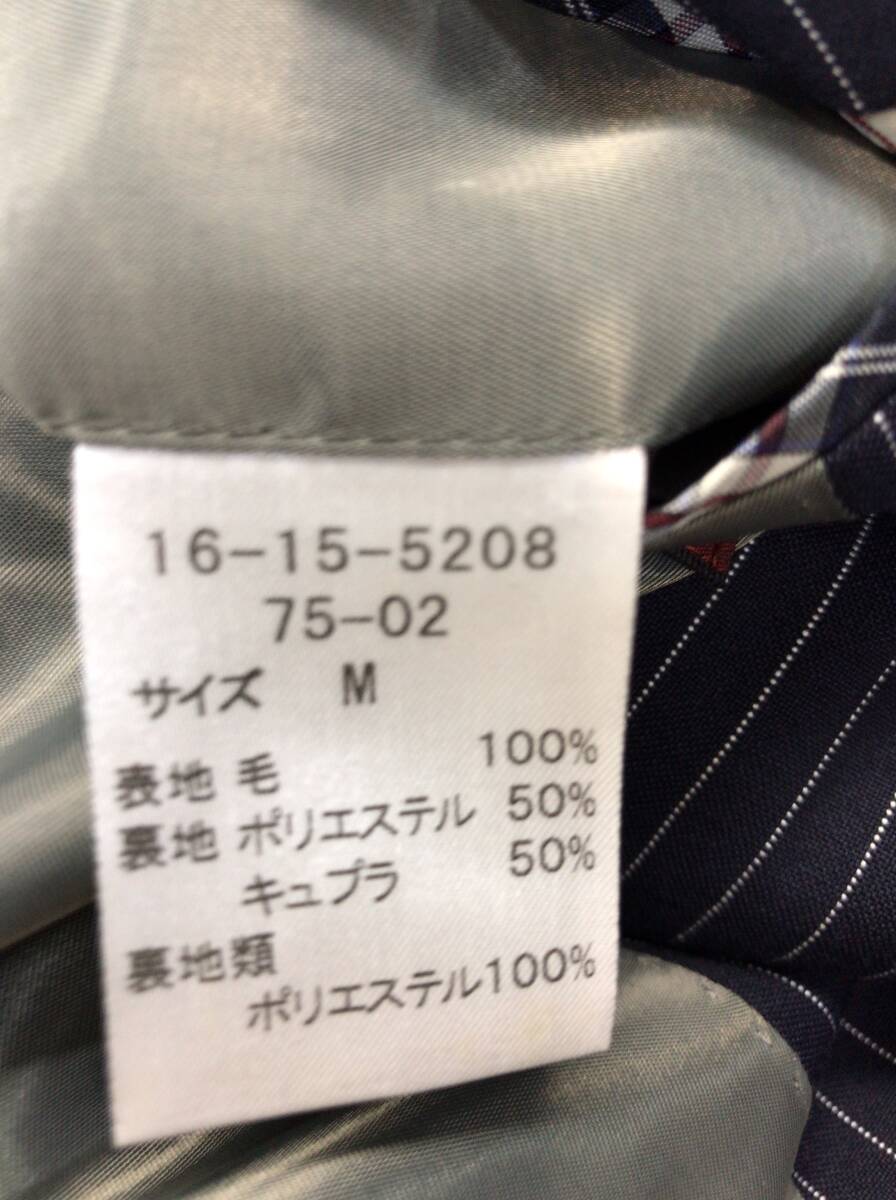 16-15-5208
75-02
サイズ M
表地 毛 100%
裏地 ポリエステル 50%
キュプラ 50%
裏地類
ポリエステル100%